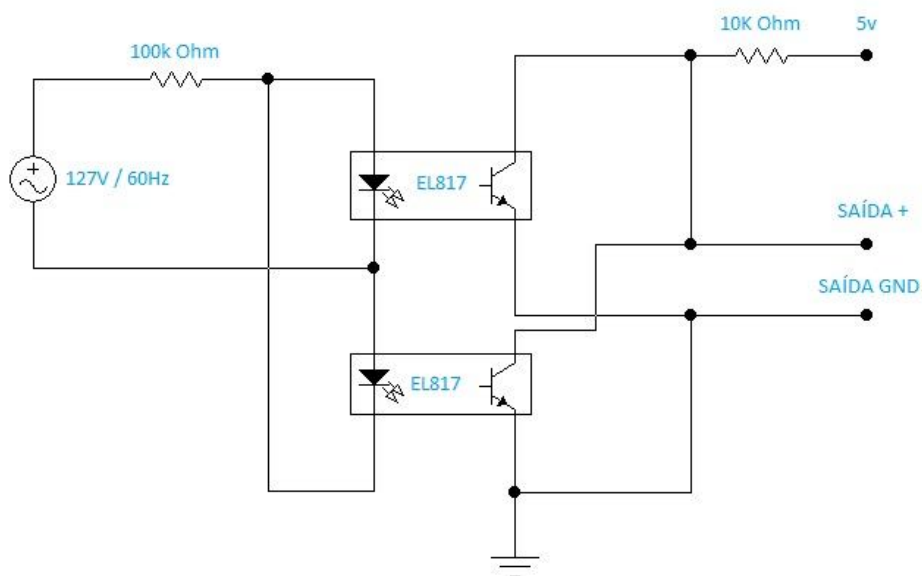 10K Ohm
5v
100k Ohm
127V / 60Hz
EL817
SAÍDA +
SAÍDA GND
EL817